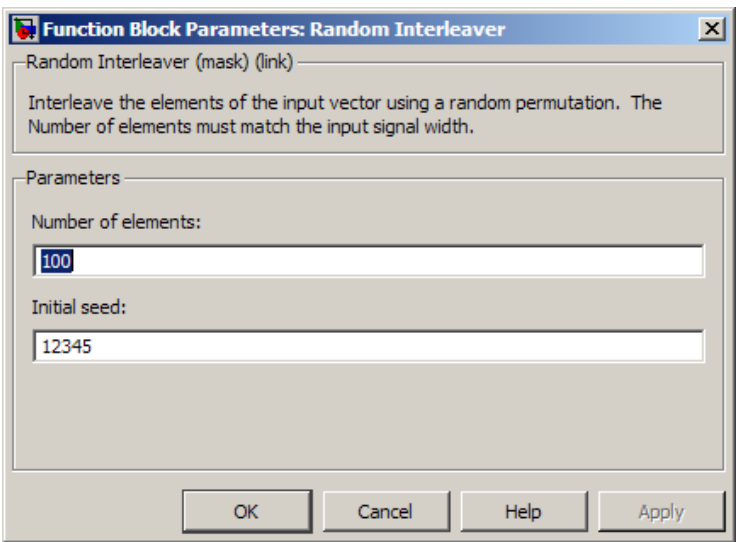 Function Block Parameters: Random Interleaver
Random Interleaver (mask) (link)
Interleave the elements of the input vector using a random permutation.  The
Number of elements must match the input signal width.
Parameters
Number of elements:
100
Initial seed:
12345
OK Cancel Help Apply